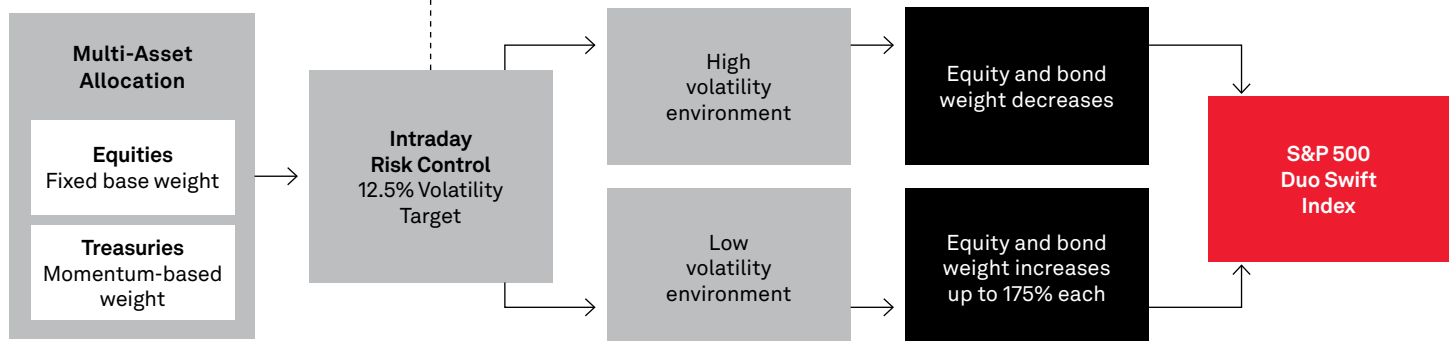 Multi-Asset
Allocation
Equities
Fixed base weight
Treasuries
Momentum-based
weight
Intraday
Risk Control
12.5% Volatility
Target
High
volatility
environment
Equity and bond
weight decreases
Low
volatility
environment
Equity and bond
weight increases
up to 175% each
S&P 500
Duo Swift
Index